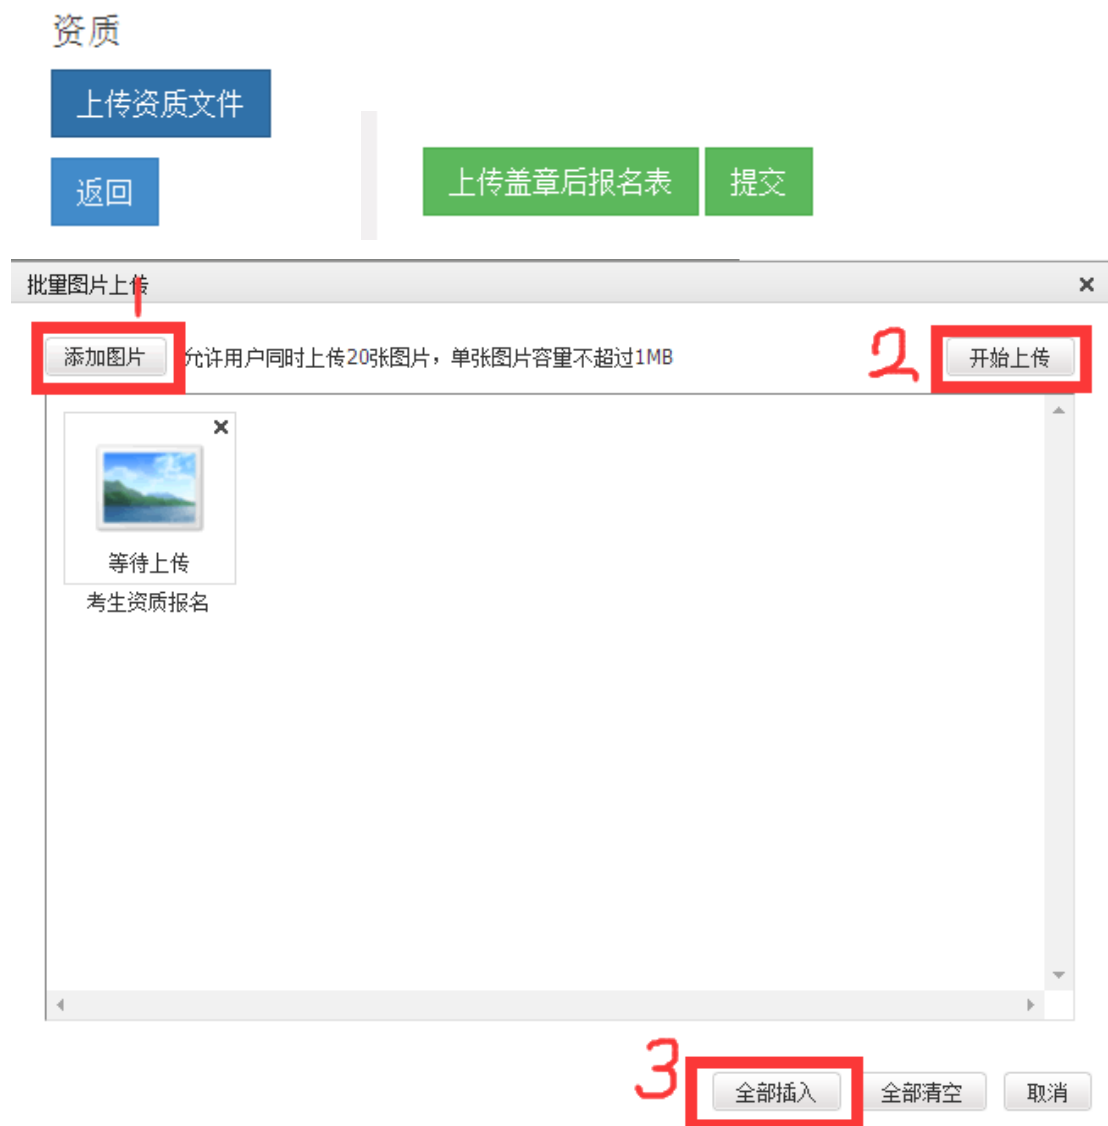 资质
上传资质文件
返回
上传盖章后报名表 提交
批量图片上传
1
添加图片 允许用户同时上传20张图片，单张图片容量不超过1MB 2 开始上传
等待上传
考生资质报名
3 全部插入 全部清空 取消